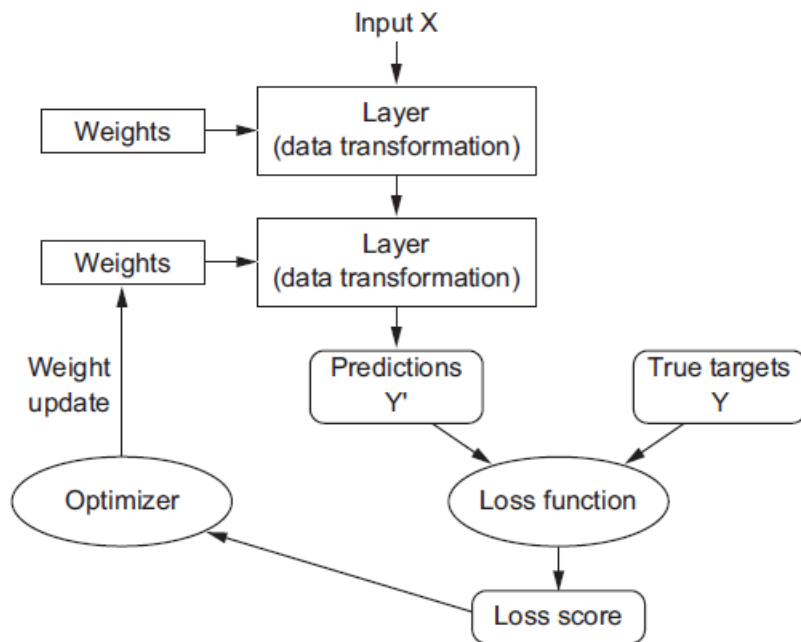 Input X
Weights
Layer
(data transformation)
Weights
Layer
(data transformation)
Weight
update
Predictions
Y'
True targets
Y
Optimizer
Loss function
Loss score